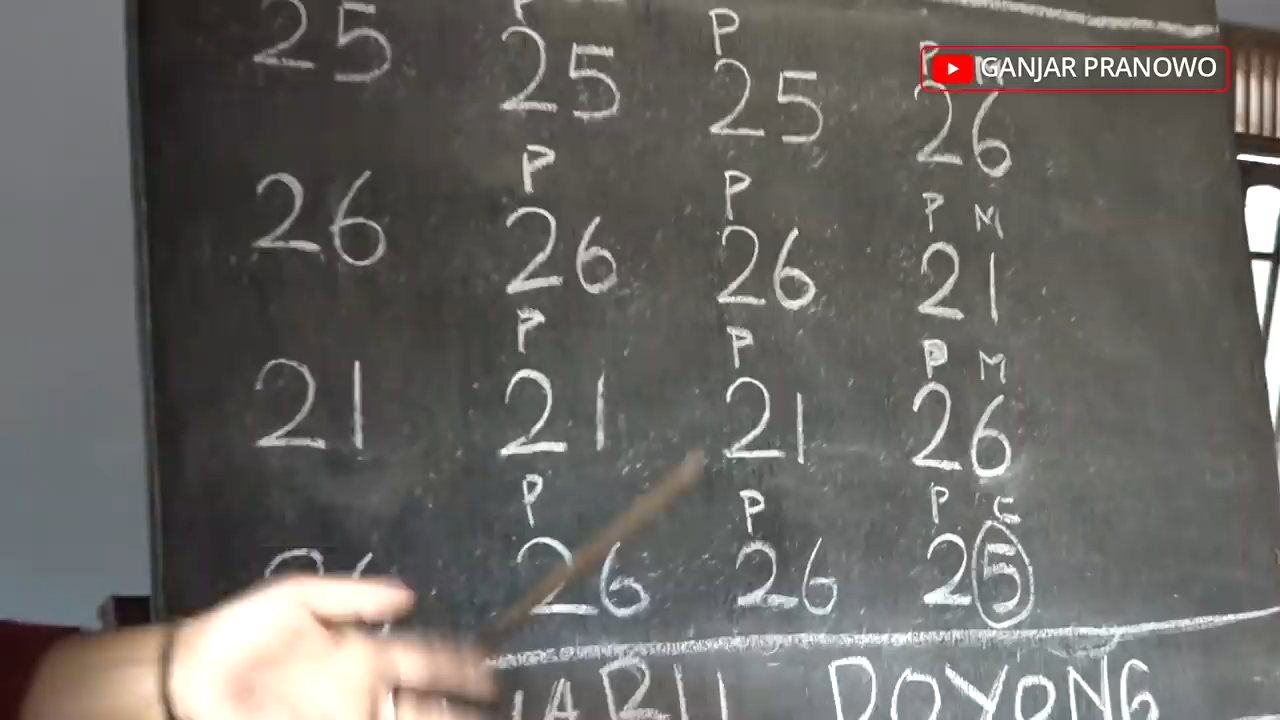 GANJAR PRANOWO
P P P
25 25 25 26
P P P N
26 26 26 21
P P P M
21 21 21 26
P P P G
26 26 25
DOYONG